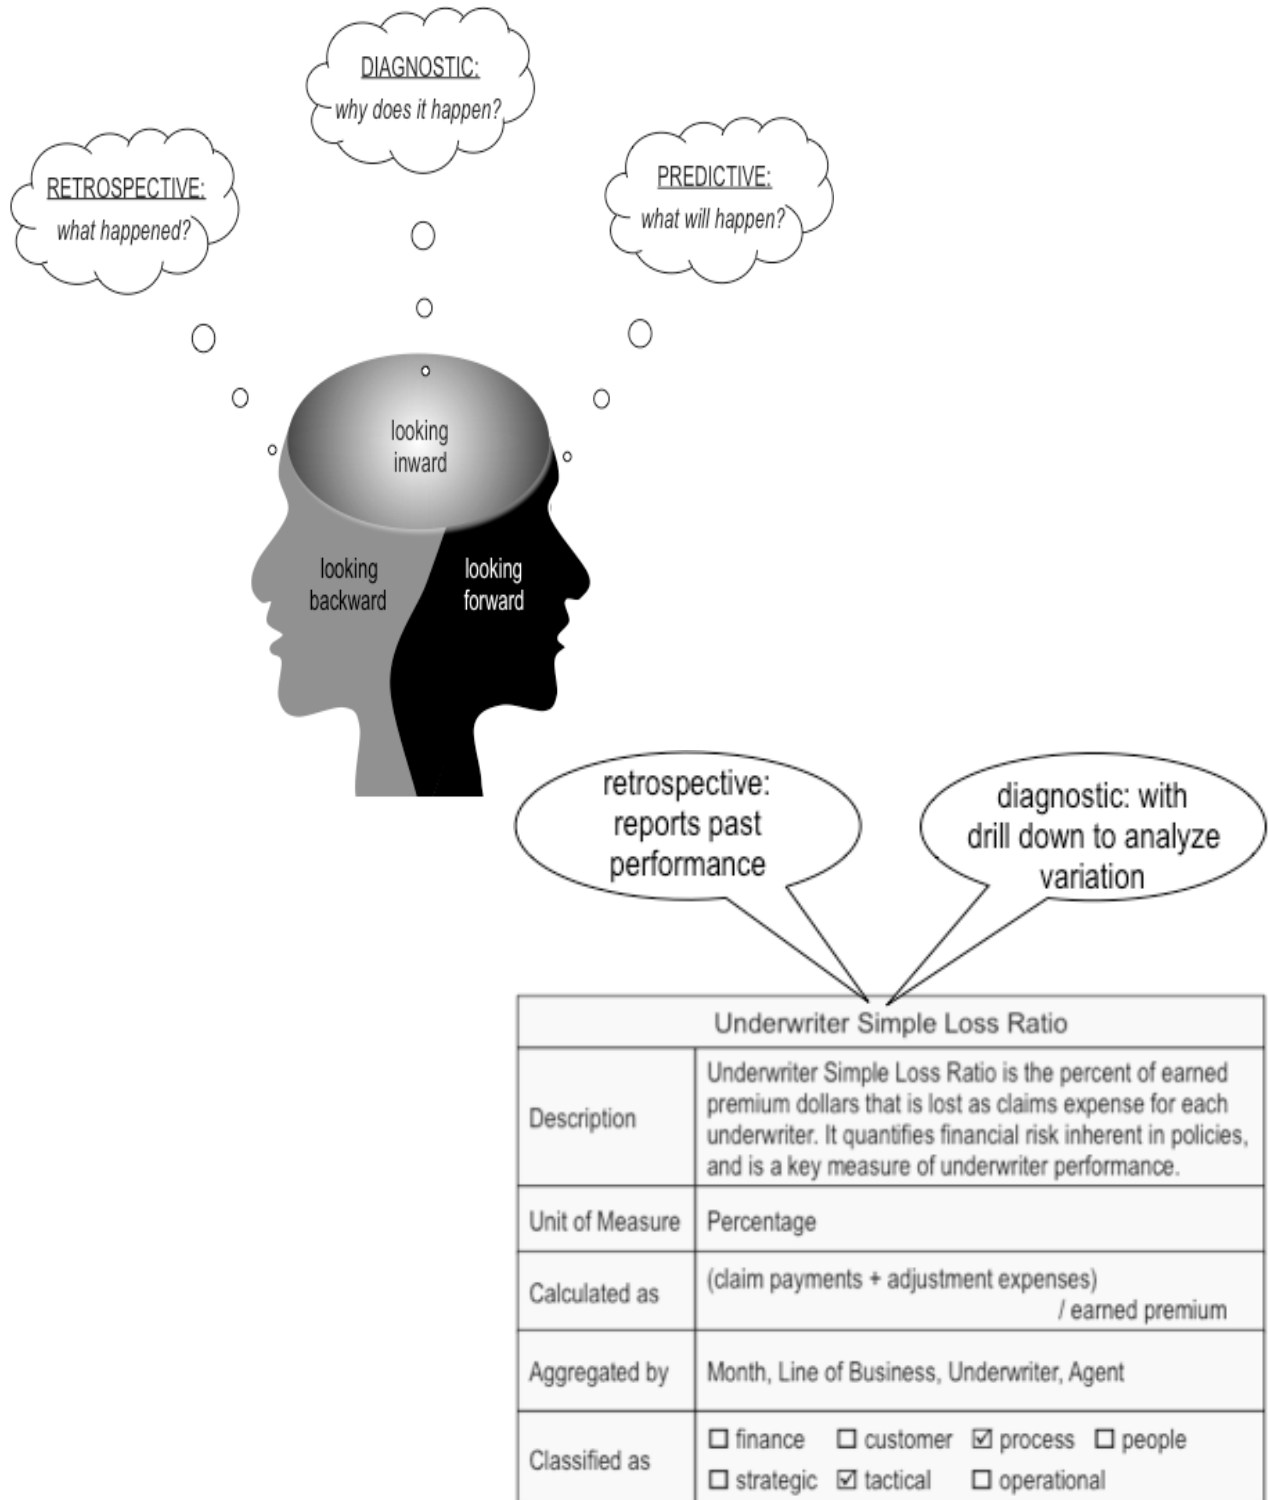 DIAGNOSTIC:
why does it happen?
RETROSPECTIVE:
what happened?
PREDICTIVE:
what will happen?
looking
inward
looking
backward
looking
forward
retrospective:
reports past
performance
diagnostic: with
drill down to analyze
variation
Underwriter Simple Loss Ratio
Description
Underwriter Simple Loss Ratio is the percent of earned
premium dollars that is lost as claims expense for each
underwriter. It quantifies financial risk inherent in policies,
and is a key measure of underwriter performance.
Unit of Measure
Percentage
Calculated as
(claim payments + adjustment expenses)
/ earned premium
Aggregated by
Month, Line of Business, Underwriter, Agent
Classified as
☐ finance ☐ customer ☑ process ☐ people
☐ strategic ☑ tactical ☐ operational